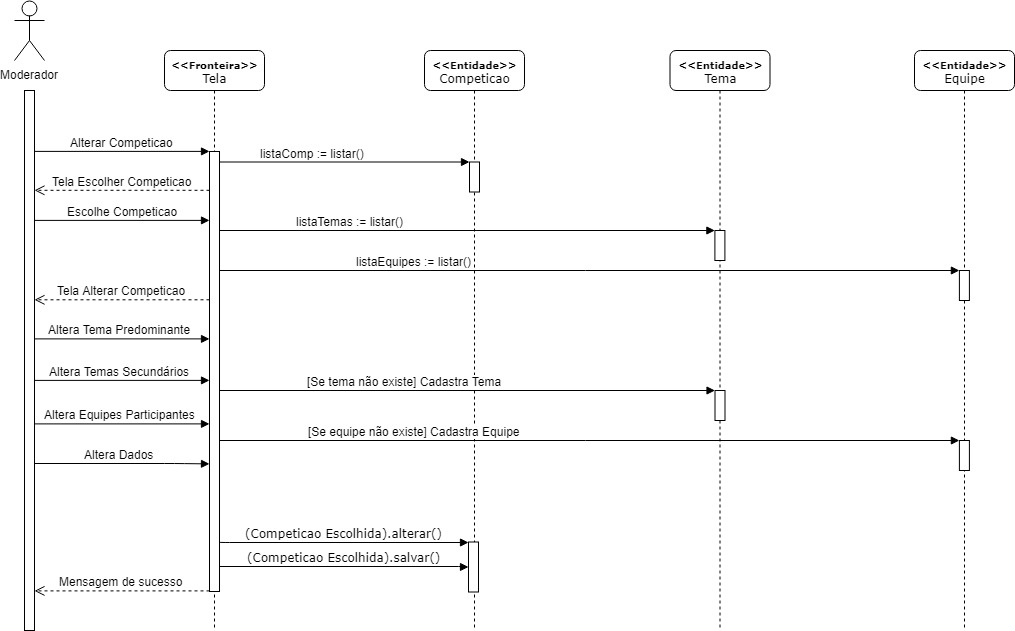 Moderador
<<Fronteira>>
Tela
<<Entidade>>
Competicao
<<Entidade>>
Tema
<<Entidade>>
Equipe
Alterar Competicao
listaComp := listar()
Tela Escolher Competicao
Escolhe Competicao
listaTemas := listar()
listaEquipes := listar()
Tela Alterar Competicao
Altera Tema Predominante
Altera Temas Secundários
[Se tema não existe] Cadastra Tema
Altera Equipes Participantes
[Se equipe não existe] Cadastra Equipe
Altera Dados
(Competicao Escolhida).alterar()
(Competicao Escolhida).salvar()
Mensagem de sucesso